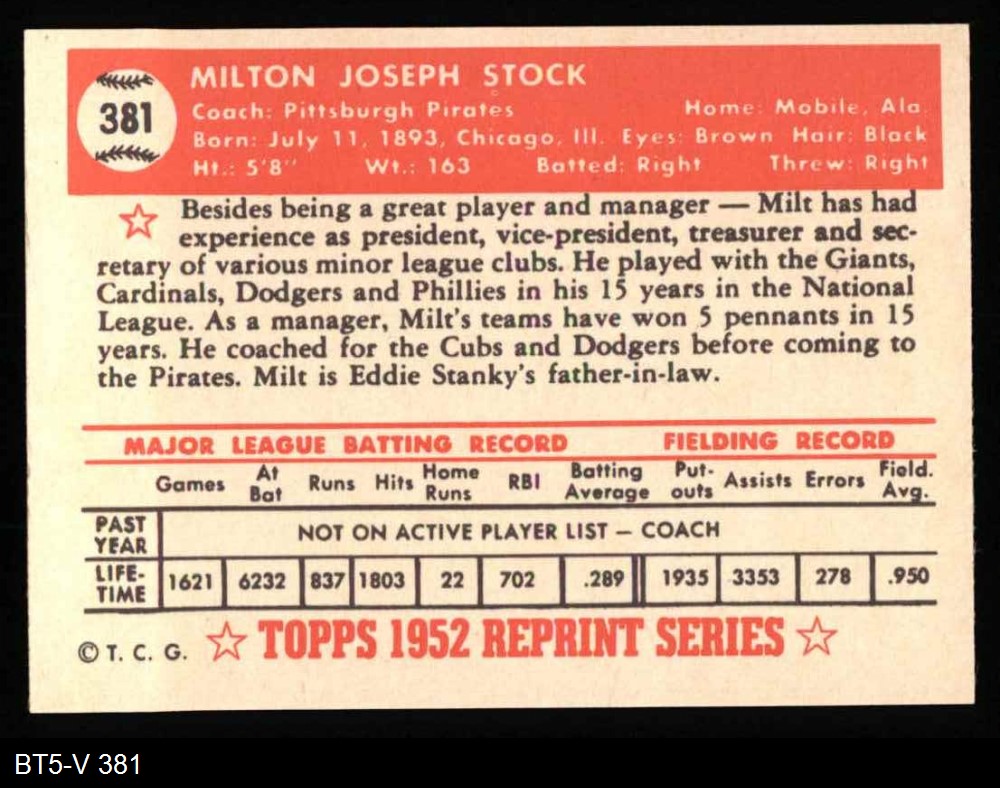 381
MILTON JOSEPH STOCK
Coach: Pittsburgh Pirates Home: Mobile, Ala.
Born: July 11, 1893, Chicago, Ill. Eyes: Brown Hair: Black
Ht.: 5'8" Wt.: 163 Batted: Right Threw: Right
Besides being a great player and manager — Milt has had
experience as president, vice-president, treasurer and sec-
retary of various minor league clubs. He played with the Giants,
Cardinals, Dodgers and Phillies in his 15 years in the National
League. As a manager, Milt's teams have won 5 pennants in 15
years. He coached for the Cubs and Dodgers before coming to
the Pirates. Milt is Eddie Stanky's father-in-law.
MAJOR LEAGUE BATTING RECORD FIELDING RECORD
Games At Bat Runs Hits Home Runs RBI Batting Average Put-outs Assists Errors Field. Avg.
PAST YEAR NOT ON ACTIVE PLAYER LIST — COACH
LIFE-TIME 1621 6232 837 1803 22 702 .289 1935 3353 278 .950
© T. C. G. ☆ TOPPS 1952 REPRINT SERIES ☆
BT5-V 381